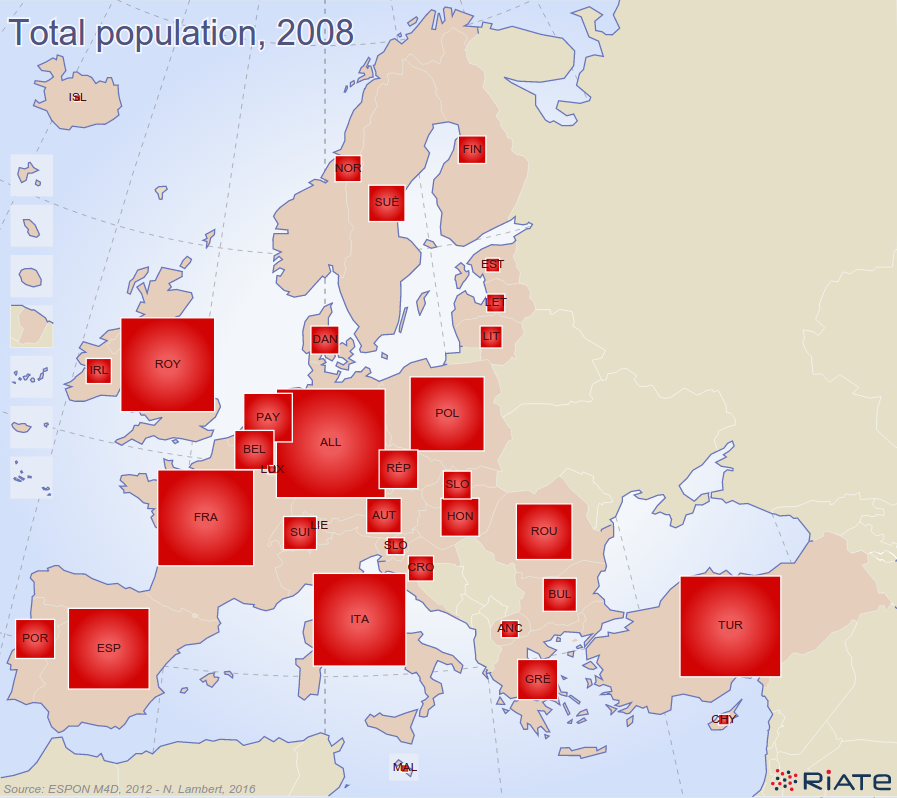 Total population, 2008
ISL
FIN
NOR
SUÈ
EST
LET
LIT
DAN
ROY
IRL
POL
PAY
ALL
BEL
LUX
RÉP
SLO
FRA
AUT
HON
LIE
SUI
ROU
SLO
CRO
BUL
ITA
TUR
ANC
POR
ESP
GRÈ
CHY
MAL
RIATE
Source: ESPON M4D, 2012 - N. Lambert, 2016